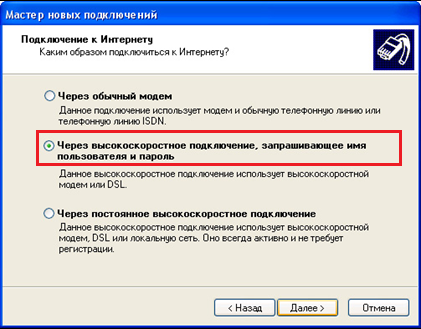 Мастер новых подключений
Подключение к Интернету
Каким образом подключиться к Интернету?
Через обычный модем
Данное подключение использует модем и обычную телефонную линию или
телефонную линию ISDN.
Через высокоскоростное подключение, запрашивающее имя
пользователя и пароль
Данное высокоскоростное подключение использует высокоскоростной
модем или DSL.
Через постоянное высокоскоростное подключение
Данное высокоскоростное подключение использует высокоскоростной
модем, DSL или локальную сеть. Оно всегда активно и не требует
регистрации.
< Назад Далее > Отмена